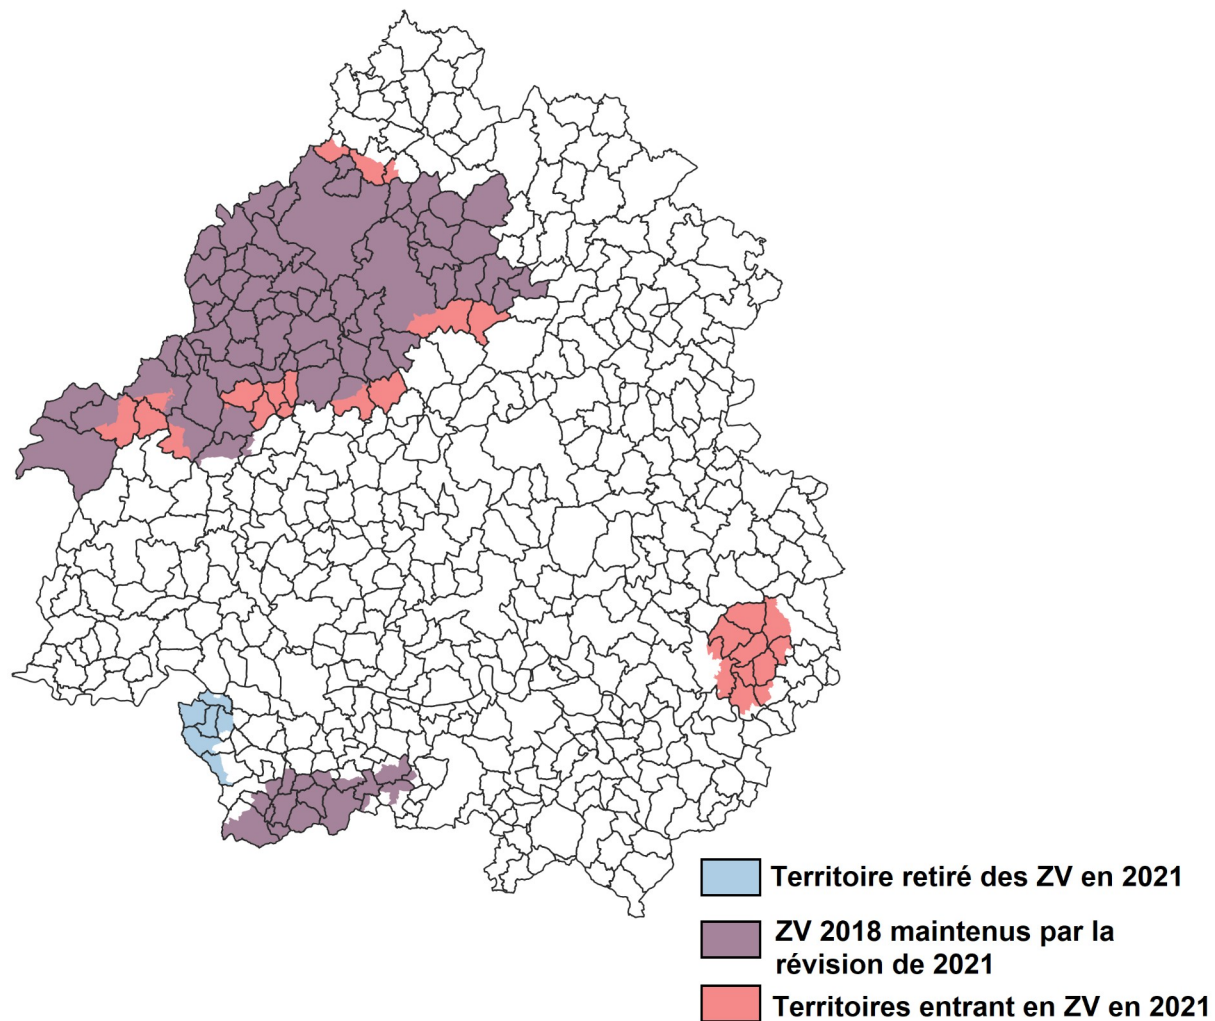 Territoire retiré des ZV en 2021
ZV 2018 maintenus par la
révision de 2021
Territoires entrant en ZV en 2021